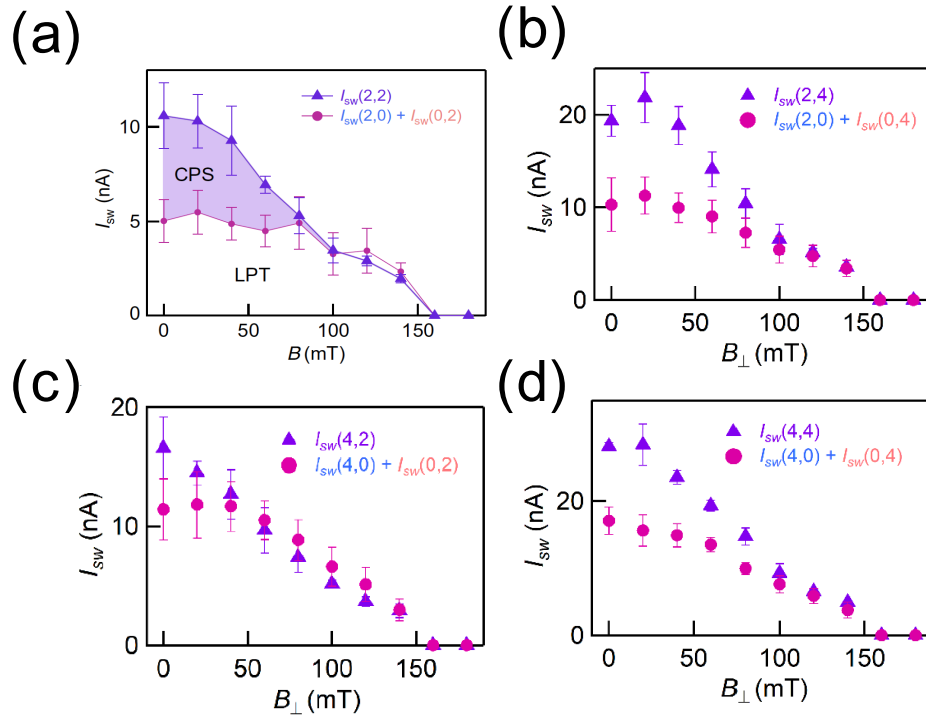 (a)
I_sw(2,2)
I_sw(2,0) + I_sw(0,2)
10
5
0
I_sw (nA)
CPS
LPT
0 50 100 150
B (mT)
(b)
I_sw(2,4)
I_sw(2,0) + I_sw(0,4)
20
10
0
I_sw (nA)
0 50 100 150
B_⊥ (mT)
(c)
I_sw(4,2)
I_sw(4,0) + I_sw(0,2)
20
10
0
I_sw (nA)
0 50 100 150
B_⊥ (mT)
(d)
I_sw(4,4)
I_sw(4,0) + I_sw(0,4)
20
0
I_sw (nA)
0 50 100 150
B_⊥ (mT)